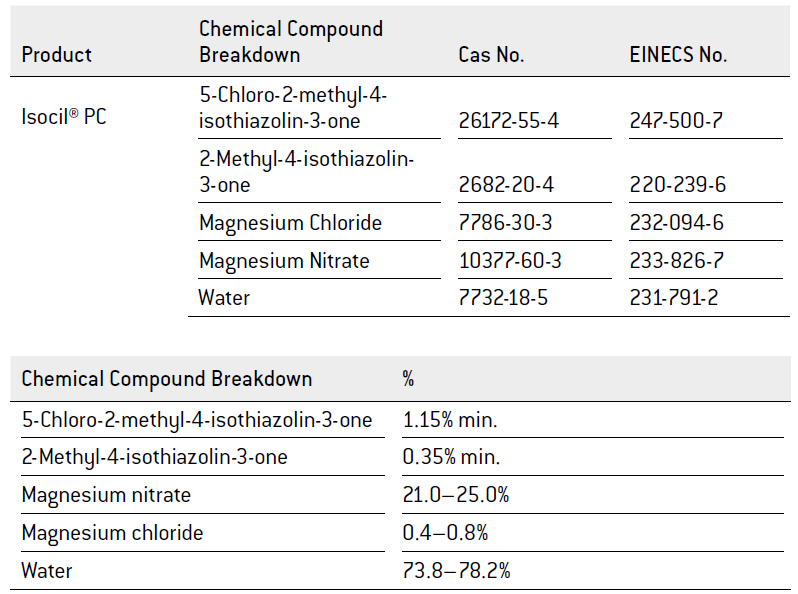 Product Chemical Compound Breakdown Cas No. EINECS No.
Isocil® PC 5-Chloro-2-methyl-4-isothiazolin-3-one 26172-55-4 247-500-7
2-Methyl-4-isothiazolin-3-one 2682-20-4 220-239-6
Magnesium Chloride 7786-30-3 232-094-6
Magnesium Nitrate 10377-60-3 233-826-7
Water 7732-18-5 231-791-2
Chemical Compound Breakdown %
5-Chloro-2-methyl-4-isothiazolin-3-one 1.15% min.
2-Methyl-4-isothiazolin-3-one 0.35% min.
Magnesium nitrate 21.0–25.0%
Magnesium chloride 0.4–0.8%
Water 73.8–78.2%